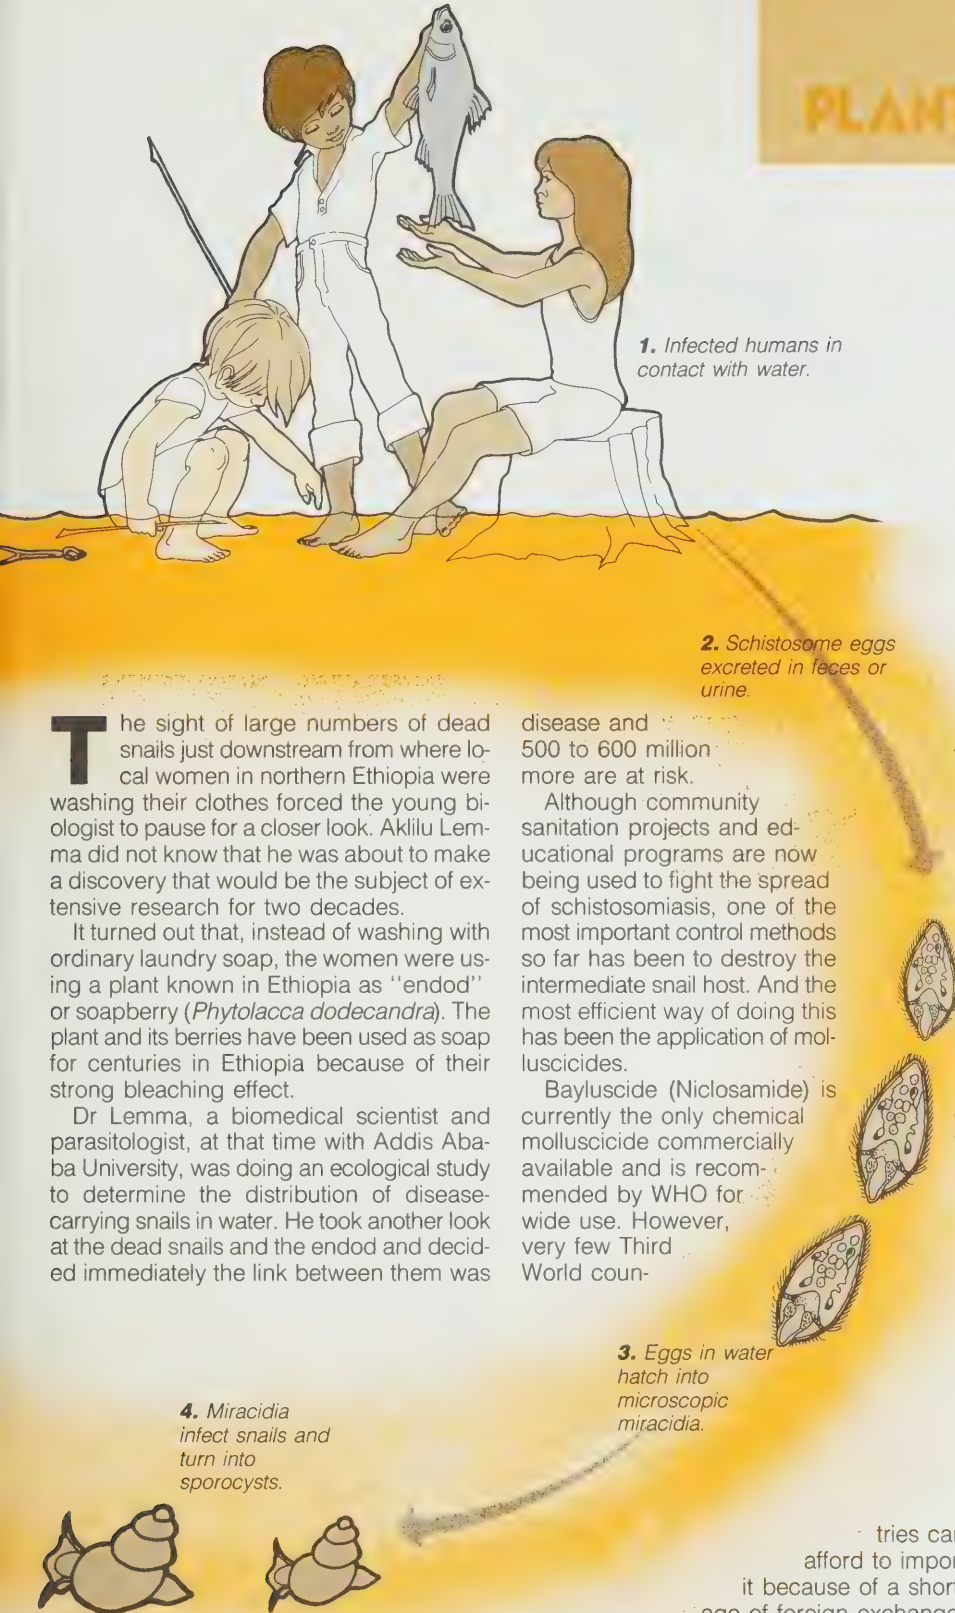 PLANT
1. Infected humans in
contact with water.
2. Schistosome eggs
excreted in feces or
urine.
The sight of large numbers of dead
snails just downstream from where lo-
cal women in northern Ethiopia were
washing their clothes forced the young bi-
ologist to pause for a closer look. Aklilu Lem-
ma did not know that he was about to make
a discovery that would be the subject of ex-
tensive research for two decades.
It turned out that, instead of washing with
ordinary laundry soap, the women were us-
ing a plant known in Ethiopia as "endod"
or soapberry (Phytolacca dodecandra). The
plant and its berries have been used as soap
for centuries in Ethiopia because of their
strong bleaching effect.
Dr Lemma, a biomedical scientist and
parasitologist, at that time with Addis Aba-
ba University, was doing an ecological study
to determine the distribution of disease-
carrying snails in water. He took another look
at the dead snails and the endod and decid-
ed immediately the link between them was
disease and
500 to 600 million
more are at risk.
Although community
sanitation projects and ed-
ucational programs are now
being used to fight the spread
of schistosomiasis, one of the
most important control methods
so far has been to destroy the
intermediate snail host. And the
most efficient way of doing this
has been the application of mol-
luscicides.
Bayluscide (Niclosamide) is
currently the only chemical
molluscicide commercially
available and is recom-
mended by WHO for
wide use. However,
very few Third
World coun-
3. Eggs in water
hatch into
microscopic
miracidia.
4. Miracidia
infect snails and
turn into
sporocysts.
tries
afford to
it because of a short
age of foreign exchange